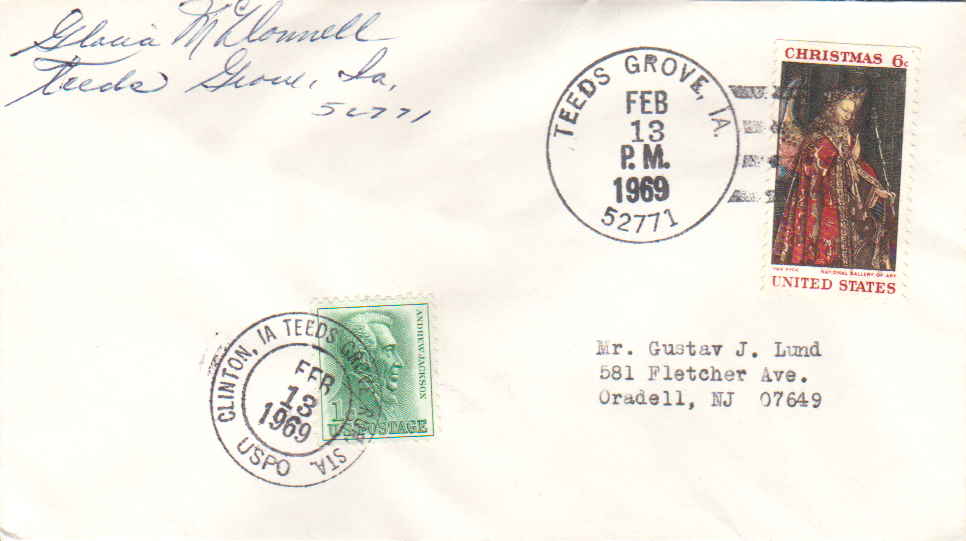 Gloria McDonnell
Teeds Grove, Ia,
52771
TEEDS GROVE, IA.
FEB
13
P.M.
1969
52771
CHRISTMAS 6c
VAN EYCK NATIONAL GALLERY OF ART
UNITED STATES
Mr. Gustav J. Lund
581 Fletcher Ave.
Oradell, NJ 07649
CLINTON, IA TEEDS GROVE STA.
FEB
13
1969
USPO
ANDREW JACKSON
1c
U.S. POSTAGE